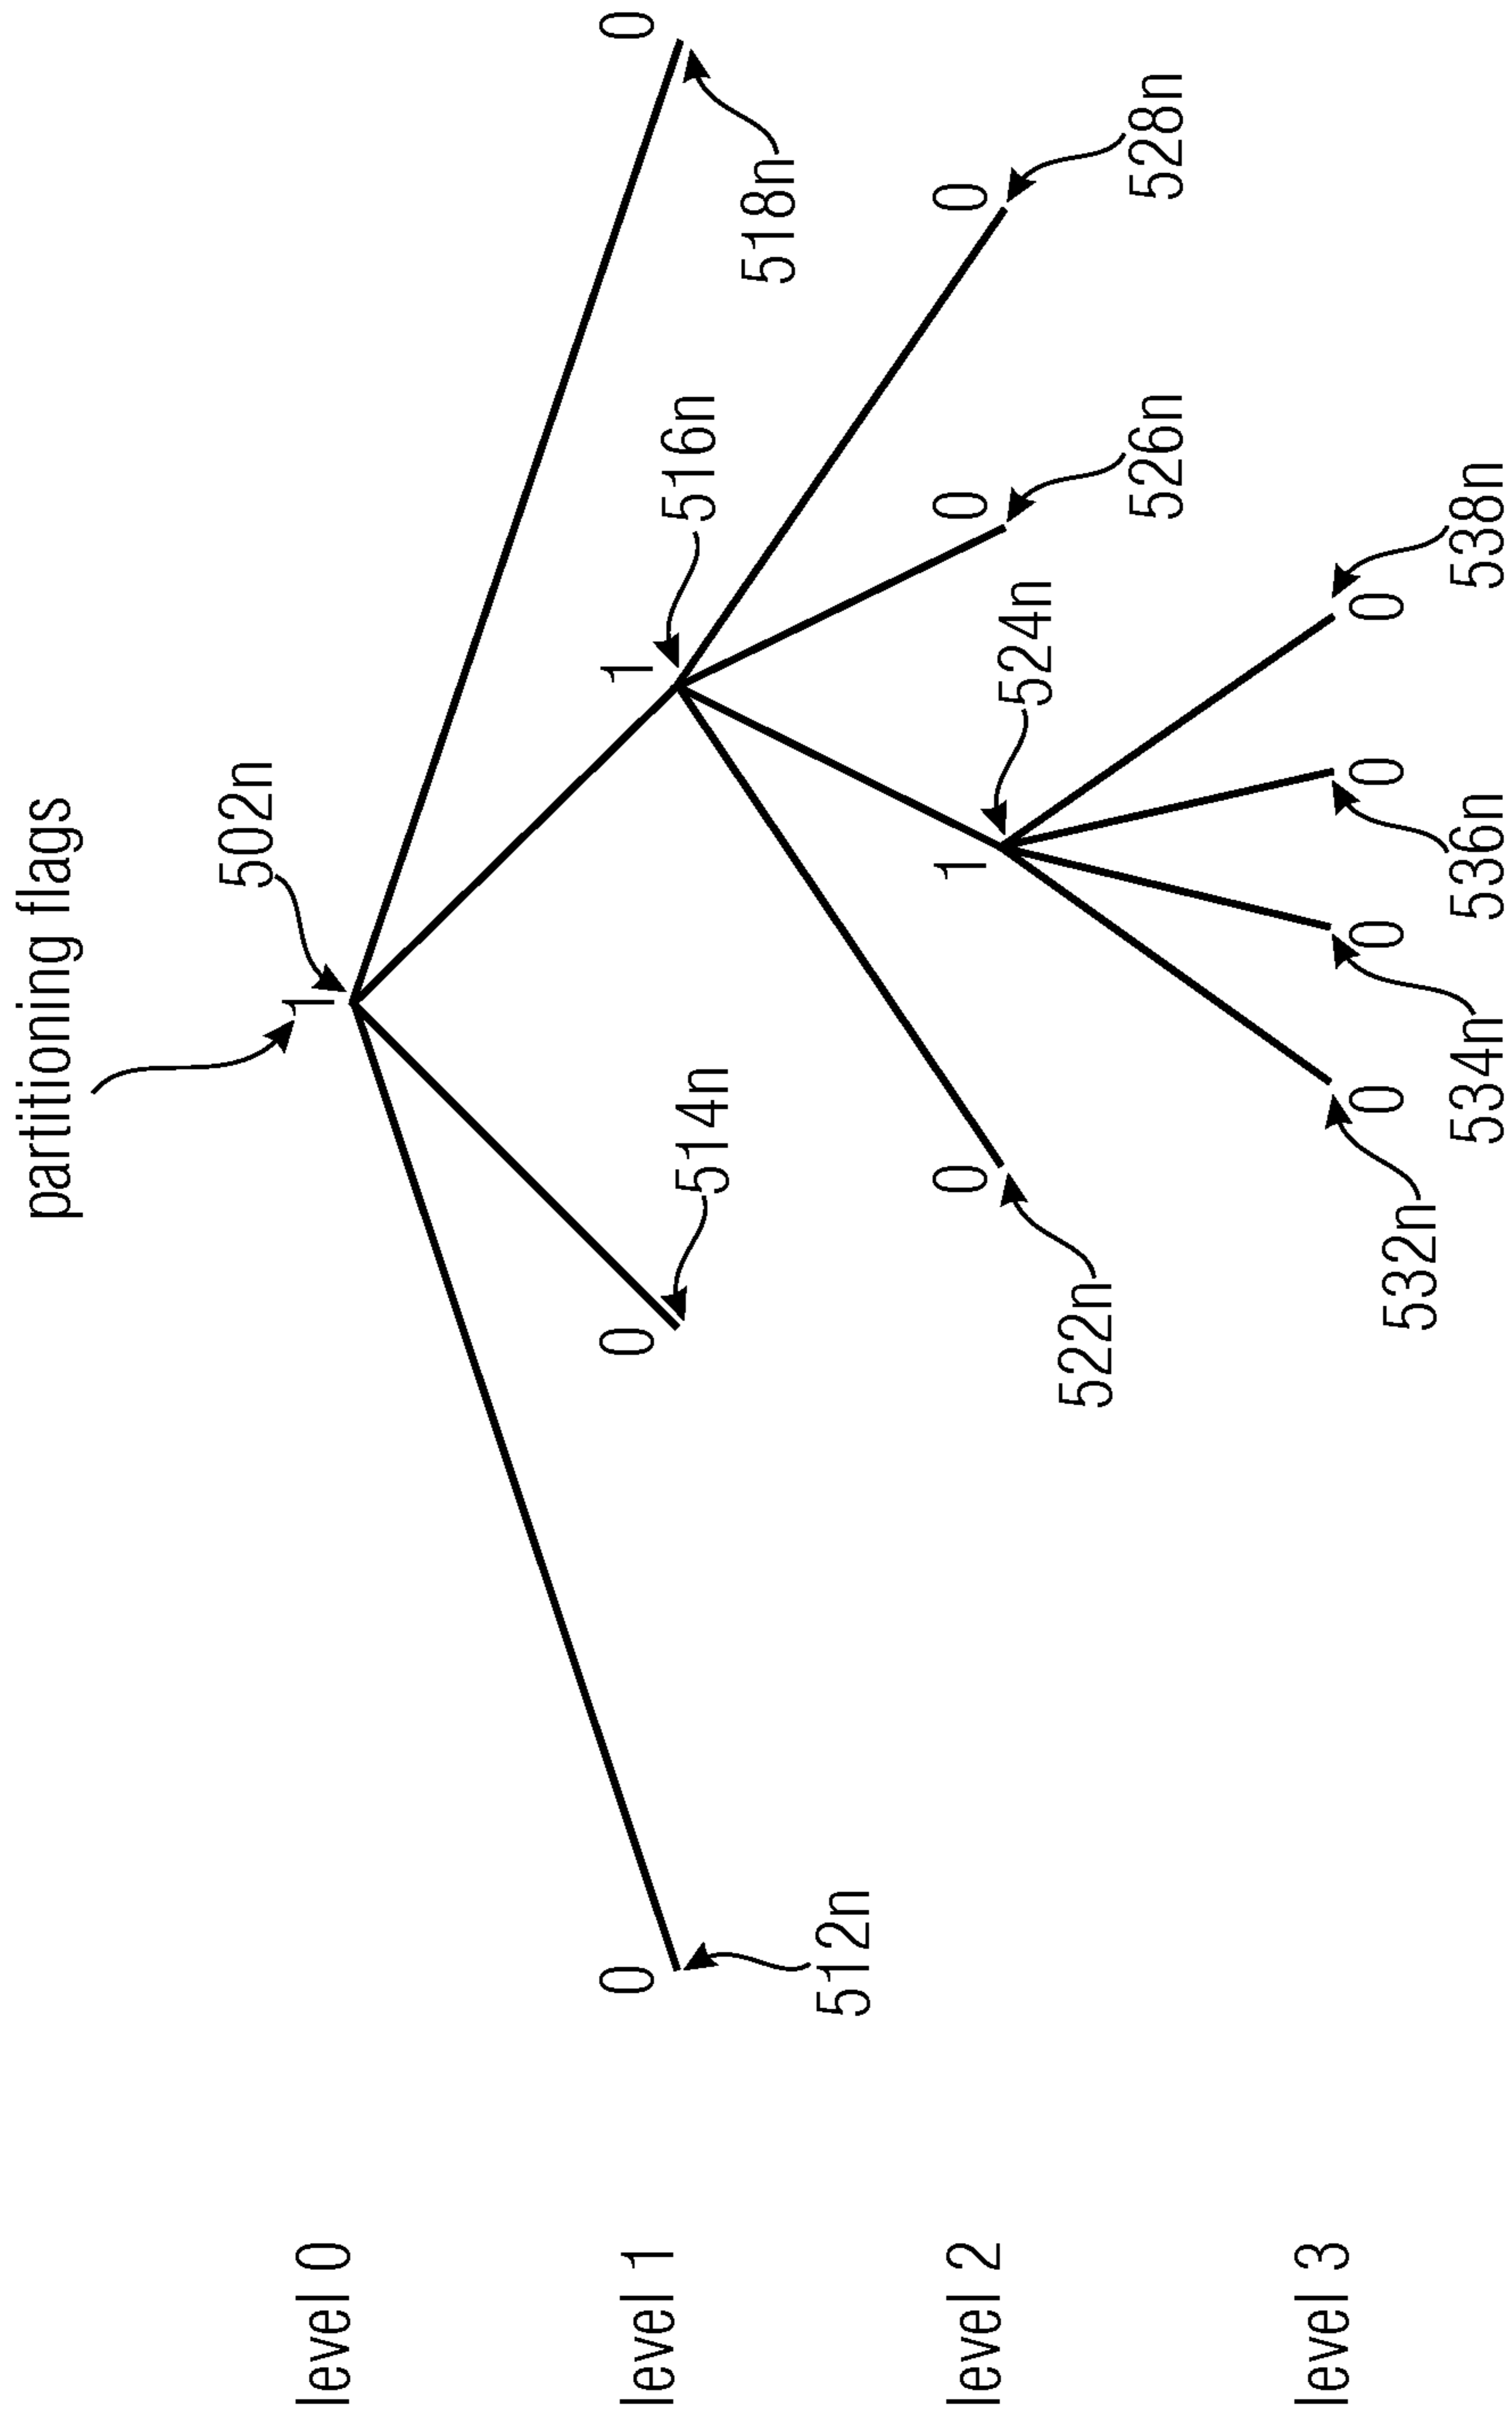 partitioning flags
502n
1
level 0
0
0
1
0
514n
516n
518n
512n
level 1
0
1
0
0
522n
524n
526n
528n
level 2
0
0
0
0
532n
534n
536n
538n
level 3